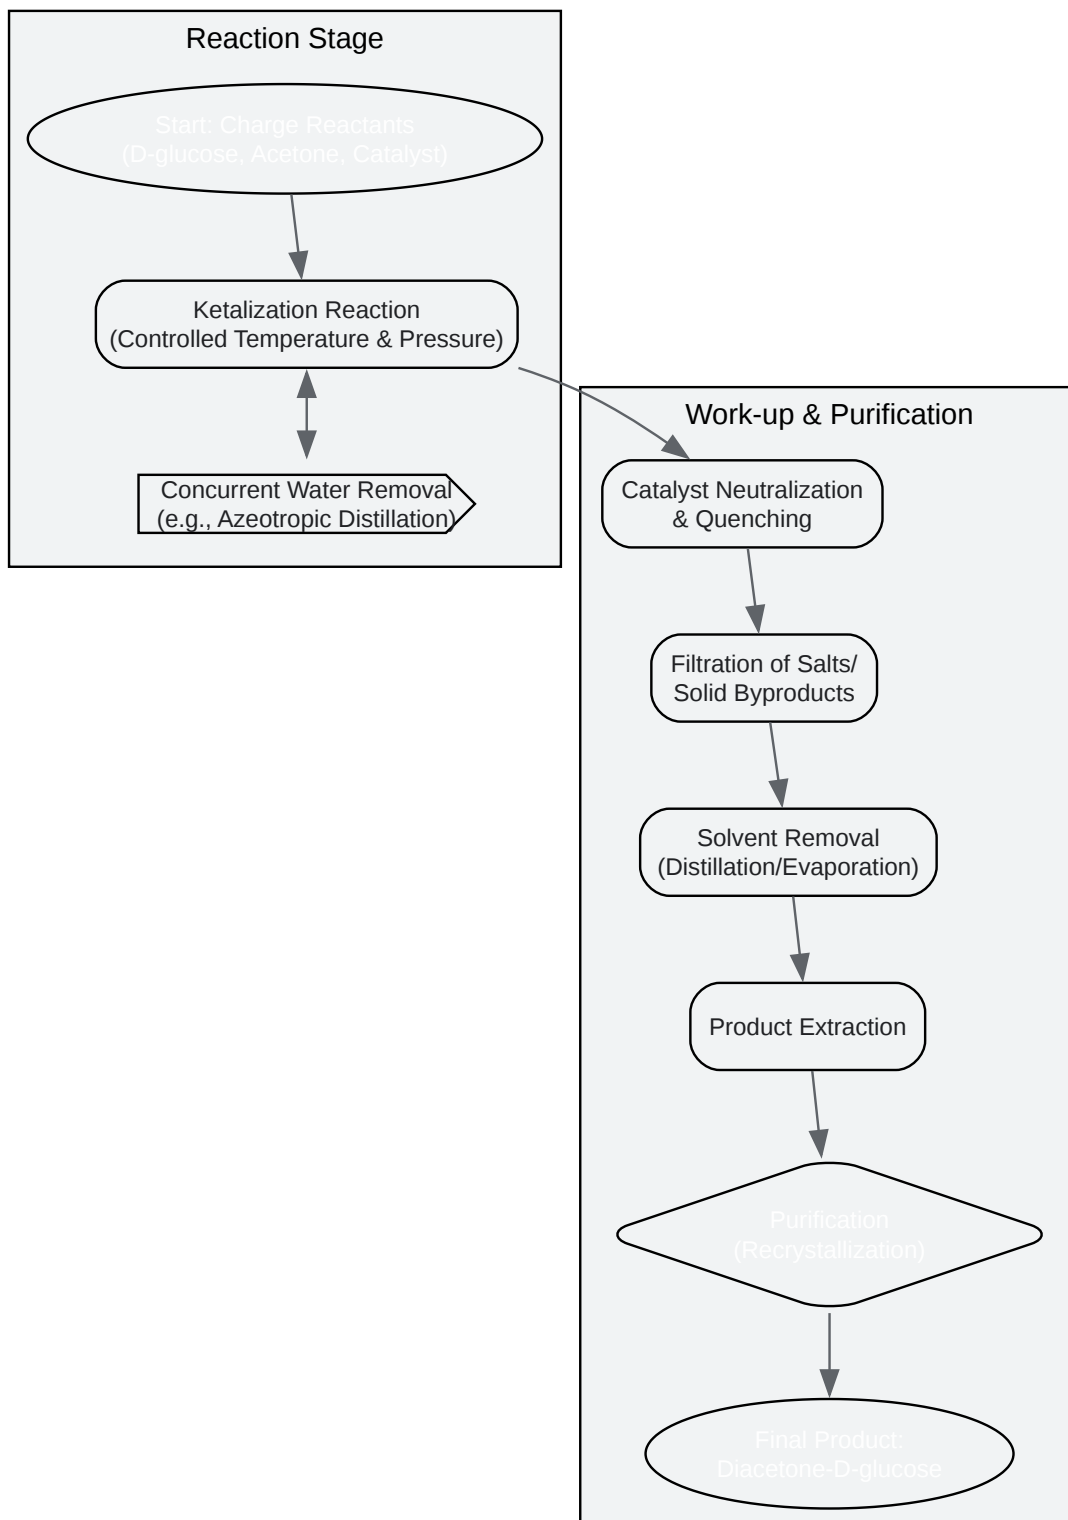 Reaction Stage
Start: Charge Reactants
(D-glucose, Acetone, Catalyst)
Ketalization Reaction
(Controlled Temperature & Pressure)
Concurrent Water Removal
(e.g., Azeotropic Distillation)
Work-up & Purification
Catalyst Neutralization
& Quenching
Filtration of Salts/
Solid Byproducts
Solvent Removal
(Distillation/Evaporation)
Product Extraction
Purification
(Recrystallization)
Final Product:
Diacetone-D-glucose